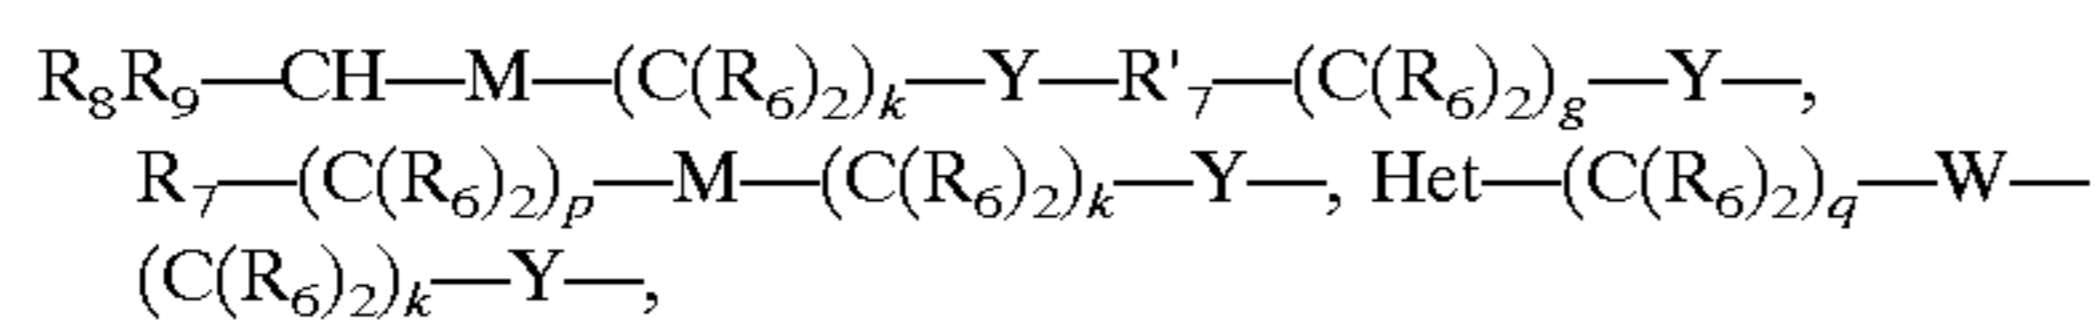 R₈R₉—CH—M—(C(R₆)₂)ₖ—Y—R'₇—(C(R₆)₂)g—Y—,
R₇—(C(R₆)₂)ₚ—M—(C(R₆)₂)ₖ—Y—, Het—(C(R₆)₂)q—W—
(C(R₆)₂)ₖ—Y—,